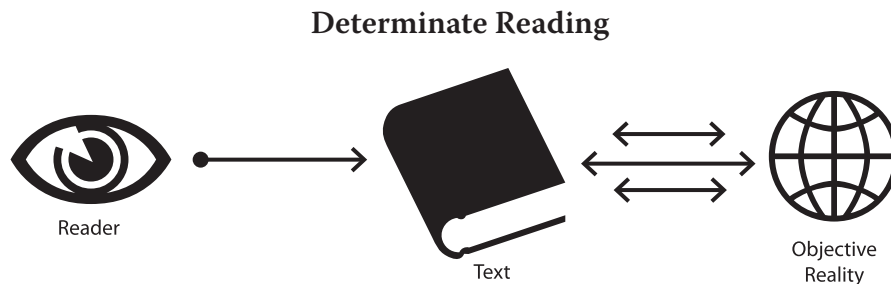 Determinate Reading
Reader
Text
Objective
Reality